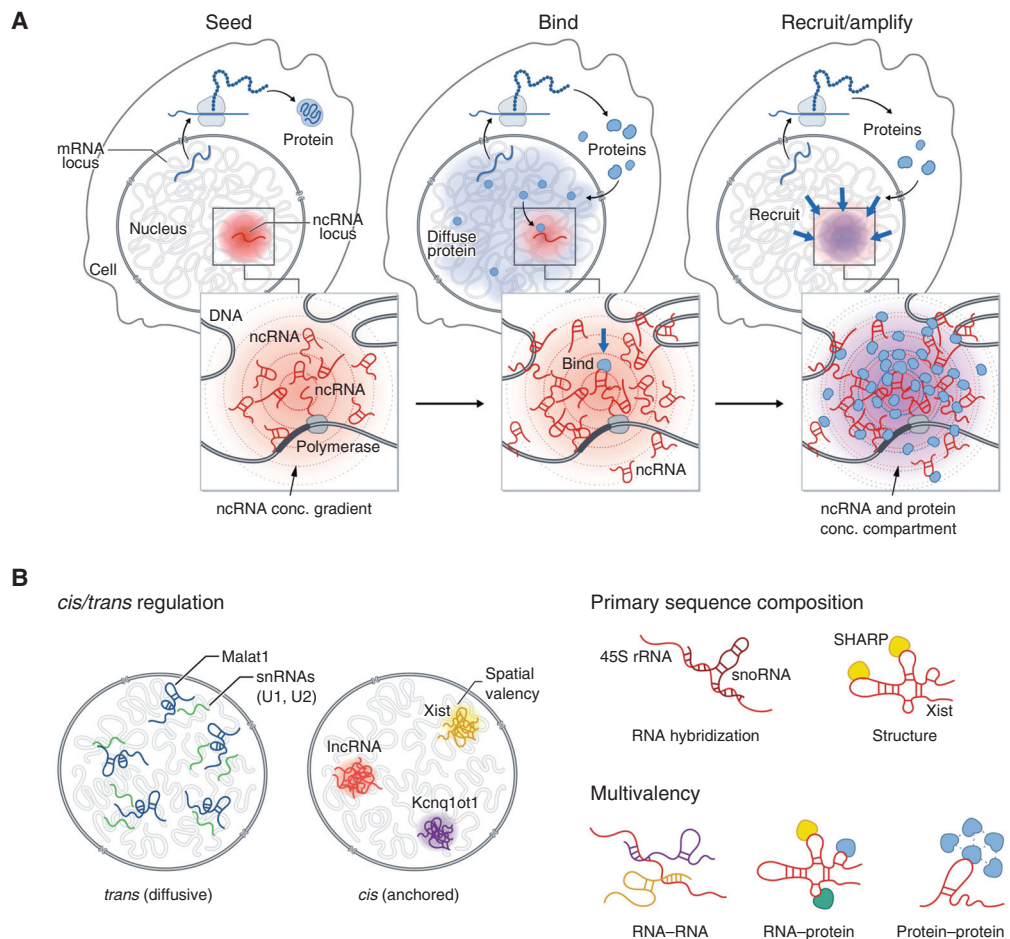 A
Seed
Bind
Recruit/amplify
mRNA
locus
Protein
Nucleus
ncRNA
locus
Cell
DNA
ncRNA
ncRNA
Polymerase
ncRNA conc. gradient
Proteins
Diffuse
protein
Bind
ncRNA
Proteins
Recruit
ncRNA and protein
conc. compartment
B
cis/trans regulation
Malat1
snRNAs
(U1, U2)
trans (diffusive)
Spatial
valency
Xist
lncRNA
Kcnq1ot1
cis (anchored)
Primary sequence composition
45S rRNA
snoRNA
RNA hybridization
SHARP
Xist
Structure
Multivalency
RNA–RNA
RNA–protein
Protein–protein